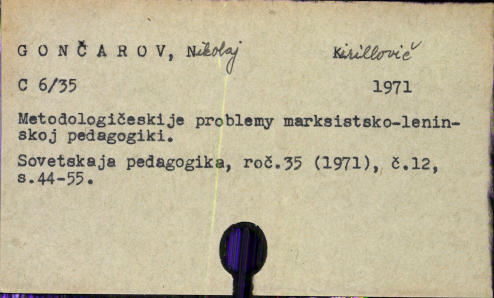 GONČAROV, Nikolaj Kirillovič
C 6/35 1971
Metodologičeskije problemy marksistsko-lenin-
skoj pedagogiki.
Sovetskaja pedagogika, roč.35 (1971), č.12,
s.44-55.